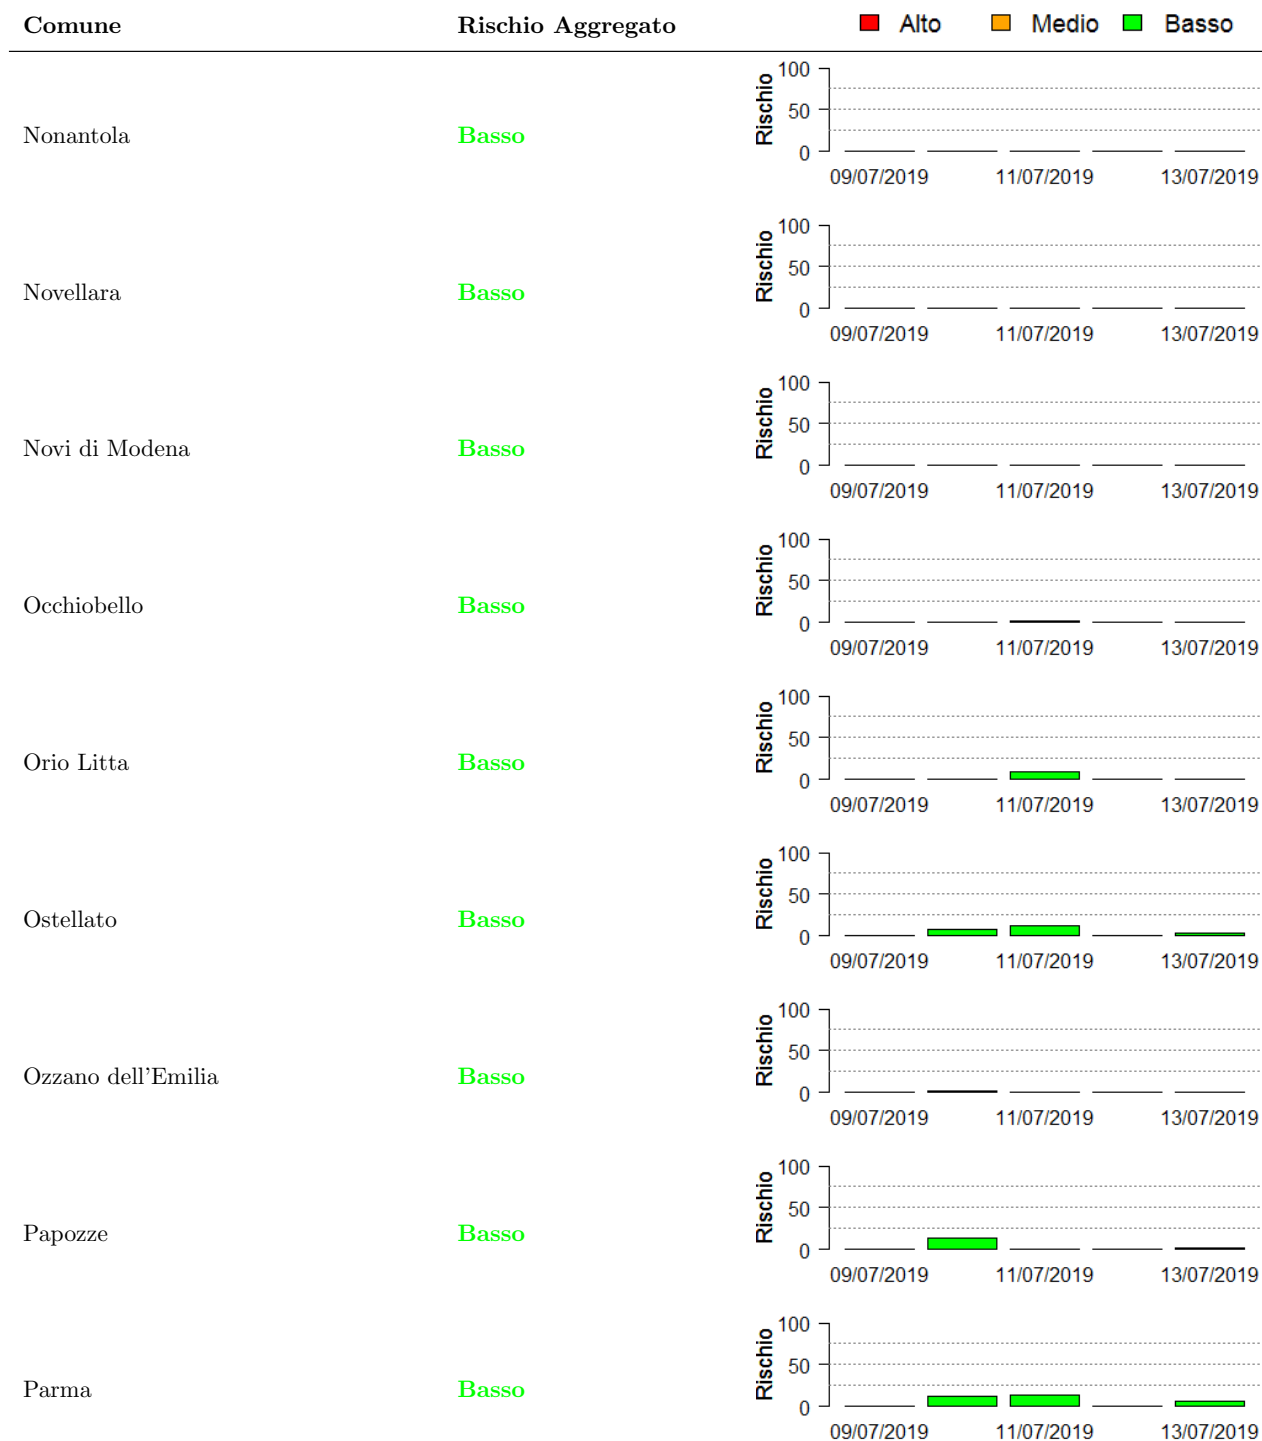 Comune Rischio Aggregato Alto Medio Basso
Nonantola Basso Rischio 100 50 0
09/07/2019 11/07/2019 13/07/2019
Novellara Basso Rischio 100 50 0
09/07/2019 11/07/2019 13/07/2019
Novi di Modena Basso Rischio 100 50 0
09/07/2019 11/07/2019 13/07/2019
Occhiobello Basso Rischio 100 50 0
09/07/2019 11/07/2019 13/07/2019
Orio Litta Basso Rischio 100 50 0
09/07/2019 11/07/2019 13/07/2019
Ostellato Basso Rischio 100 50 0
09/07/2019 11/07/2019 13/07/2019
Ozzano dell'Emilia Basso Rischio 100 50 0
09/07/2019 11/07/2019 13/07/2019
Papozze Basso Rischio 100 50 0
09/07/2019 11/07/2019 13/07/2019
Parma Basso Rischio 100 50 0
09/07/2019 11/07/2019 13/07/2019